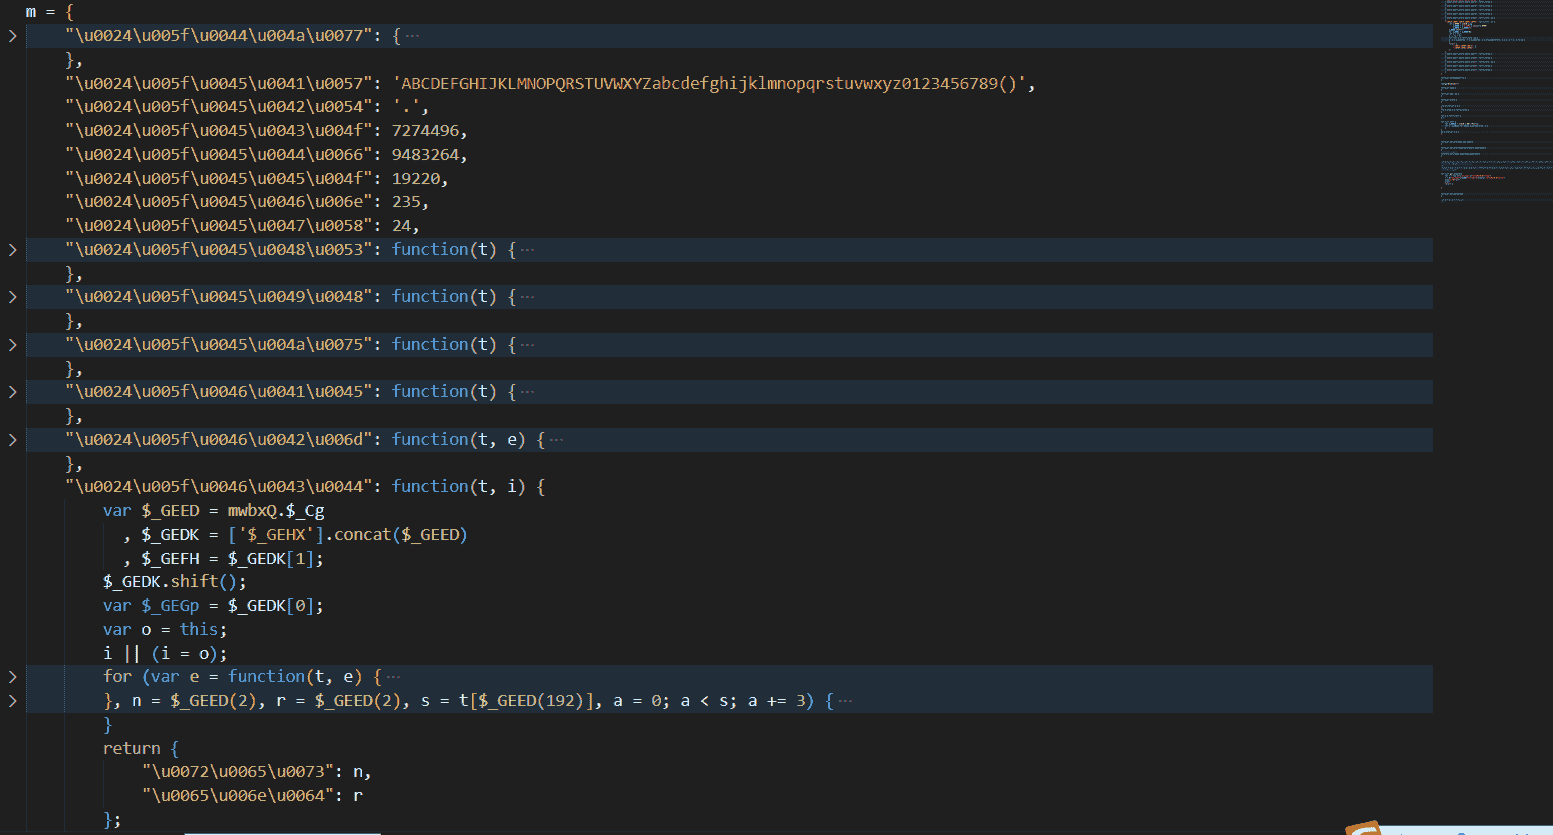 m = {
"\u0024\u005f\u0044\u004a\u0077": { ···
},
"\u0024\u005f\u0045\u0041\u0057": 'ABCDEFGHIJKLMNOPQRSTUVWXYZabcdefghijklmnopqrstuvwxyz0123456789()',
"\u0024\u005f\u0045\u0042\u0054": '.',
"\u0024\u005f\u0045\u0043\u004f": 7274496,
"\u0024\u005f\u0045\u0044\u0066": 9483264,
"\u0024\u005f\u0045\u0045\u004f": 19220,
"\u0024\u005f\u0045\u0046\u006e": 235,
"\u0024\u005f\u0045\u0047\u0058": 24,
"\u0024\u005f\u0045\u0048\u0053": function(t) { ···
},
"\u0024\u005f\u0045\u0049\u0048": function(t) { ···
},
"\u0024\u005f\u0045\u004a\u0075": function(t) { ···
},
"\u0024\u005f\u0046\u0041\u0045": function(t) { ···
},
"\u0024\u005f\u0046\u0042\u006d": function(t, e) { ···
},
"\u0024\u005f\u0046\u0043\u0044": function(t, i) {
var $_GEED = mwbxQ.$_Cg
, $_GEDK = ['$_GEHX'].concat($_GEED)
, $_GEFH = $_GEDK[1];
$_GEDK.shift();
var $_GEGp = $_GEDK[0];
var o = this;
i || (i = o);
for (var e = function(t, e) { ···
}, n = $_GEED(2), r = $_GEED(2), s = t[$_GEED(192)], a = 0; a < s; a += 3) { ···
}
return {
"\u0072\u0065\u0073": n,
"\u0065\u006e\u0064": r
};